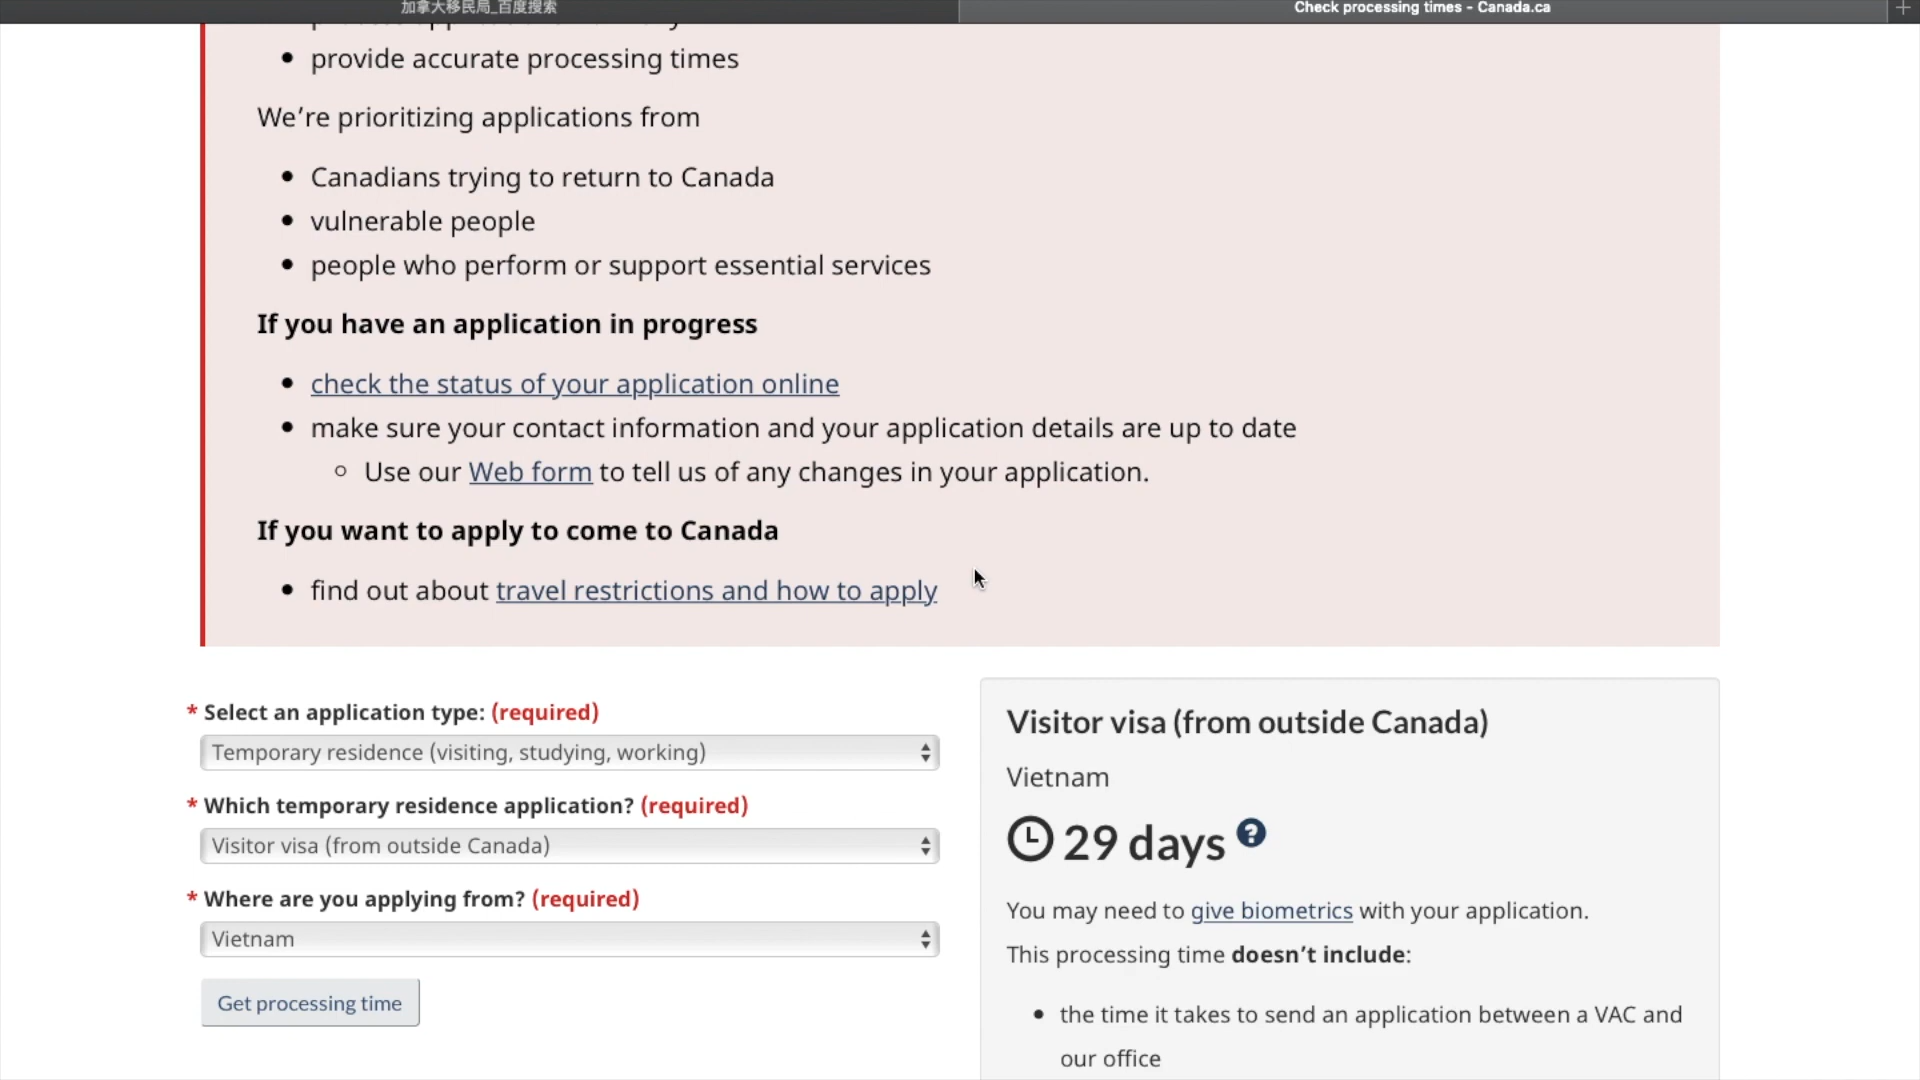 加拿大移民局_百度搜索
Check processing times - Canada.ca
provide accurate processing times
We’re prioritizing applications from
Canadians trying to return to Canada
vulnerable people
people who perform or support essential services
If you have an application in progress
check the status of your application online
make sure your contact information and your application details are up to date
Use our Web form to tell us of any changes in your application.
If you want to apply to come to Canada
find out about travel restrictions and how to apply
* Select an application type: (required)
Temporary residence (visiting, studying, working)
* Which temporary residence application? (required)
Visitor visa (from outside Canada)
* Where are you applying from? (required)
Vietnam
Get processing time
Visitor visa (from outside Canada)
Vietnam
29 days ?
You may need to give biometrics with your application.
This processing time doesn’t include:
the time it takes to send an application between a VAC and
our office